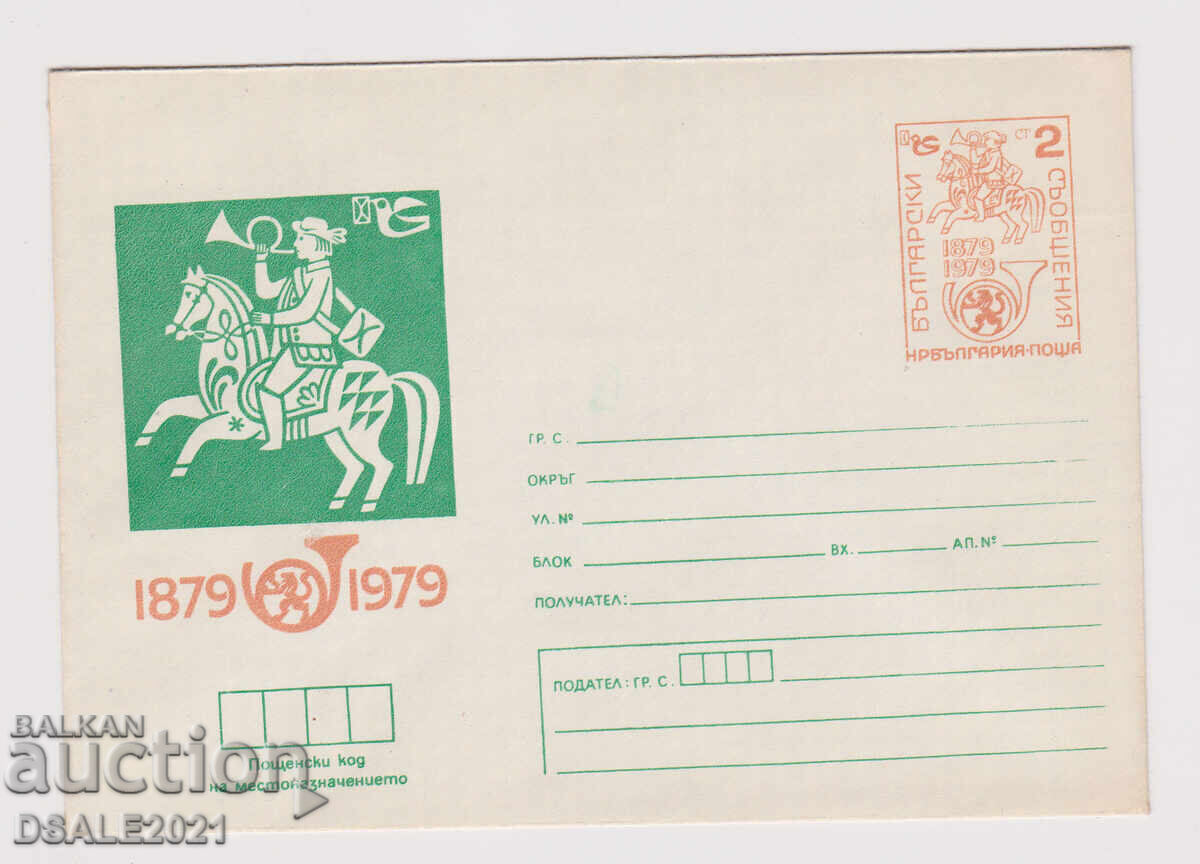 СТ 2
БЪЛГАРСКИ
СЪОБЩЕНИЯ
1879
1979
НРБЪЛГАРИЯ·ПОЩА
1879 1979
ГР. С.
ОКРЪГ
УЛ. №
БЛОК ВХ. АП. №
ПОЛУЧАТЕЛ:
ПОДАТЕЛ: ГР. С.
Пощенски код
на местоназначението
BALKAN
auction
DSALE2021